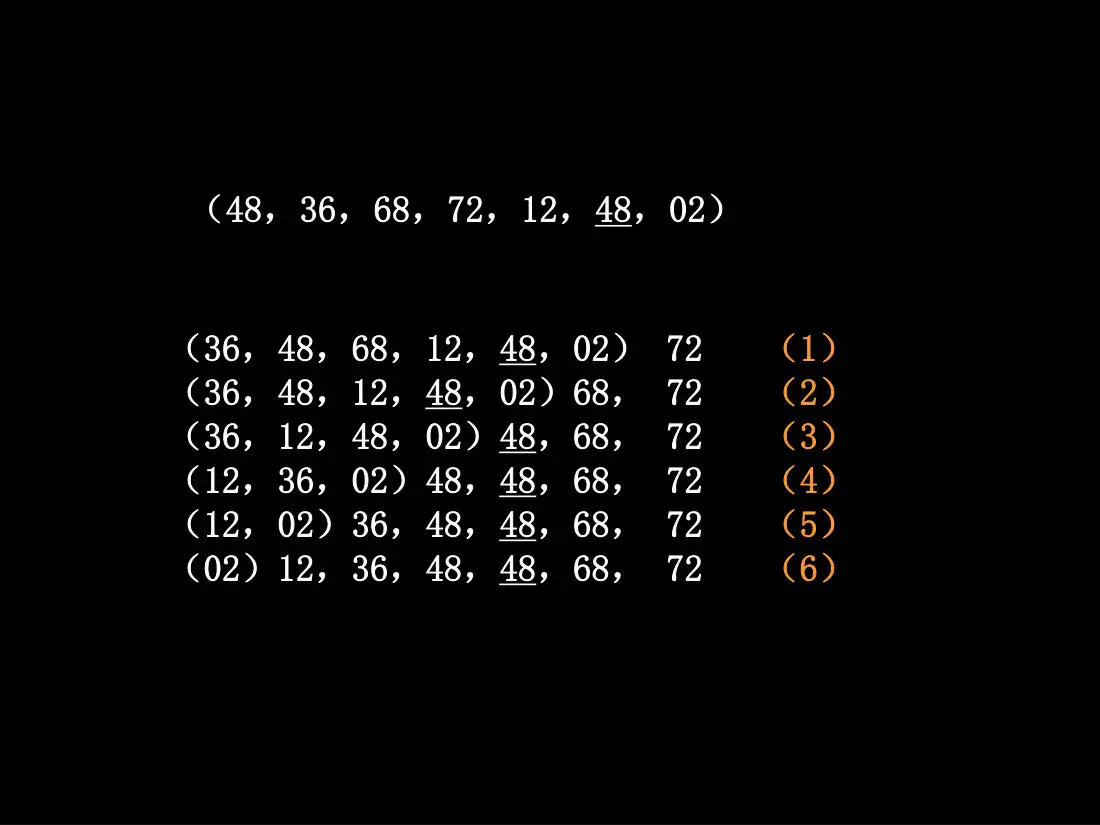 （48，36，68，72，12，48，02）
（36，48，68，12，48，02） 72 （1）
（36，48，12，48，02）68， 72 （2）
（36，12，48，02）48，68， 72 （3）
（12，36，02）48，48，68， 72 （4）
（12，02）36，48，48，68， 72 （5）
（02）12，36，48，48，68， 72 （6）